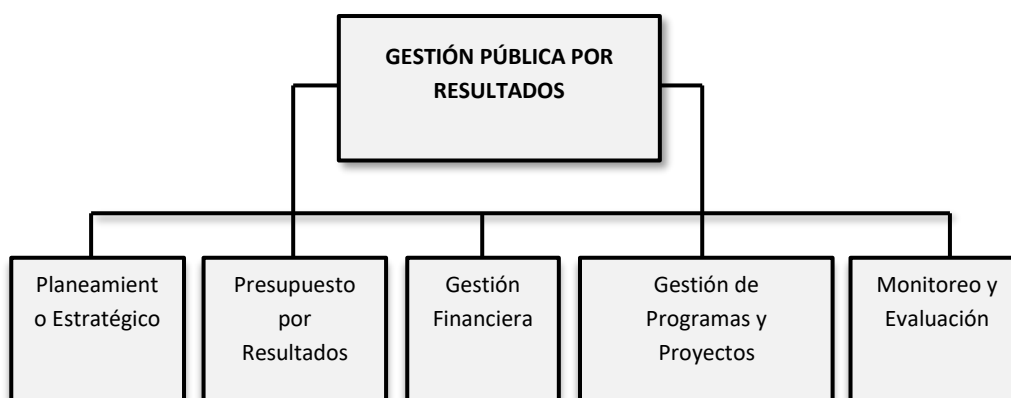 GESTIÓN PÚBLICA POR
RESULTADOS
Planeamient
o Estratégico
Presupuesto
por
Resultados
Gestión
Financiera
Gestión de
Programas y
Proyectos
Monitoreo y
Evaluación